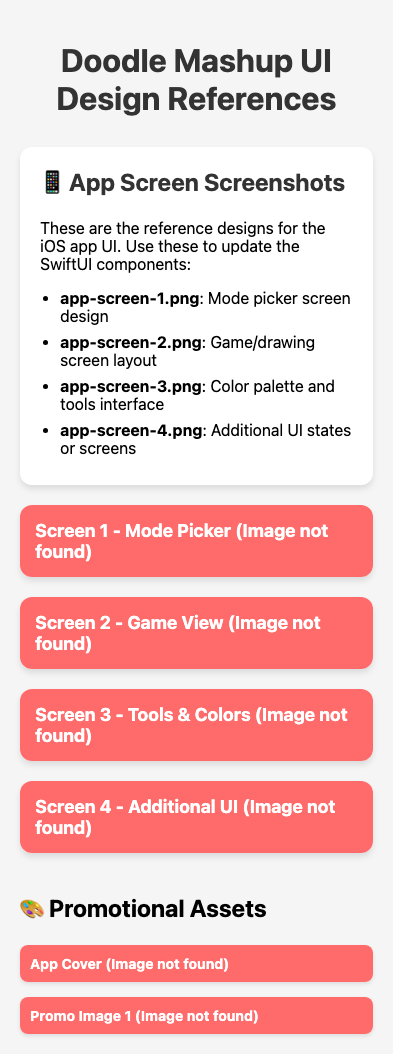 Doodle Mashup UI
Design References
📱 App Screen Screenshots
These are the reference designs for the
iOS app UI. Use these to update the
SwiftUI components:
• app-screen-1.png: Mode picker screen
design
• app-screen-2.png: Game/drawing
screen layout
• app-screen-3.png: Color palette and
tools interface
• app-screen-4.png: Additional UI states
or screens
Screen 1 - Mode Picker (Image not
found)
Screen 2 - Game View (Image not
found)
Screen 3 - Tools & Colors (Image not
found)
Screen 4 - Additional UI (Image not
found)
🎨 Promotional Assets
App Cover (Image not found)
Promo Image 1 (Image not found)